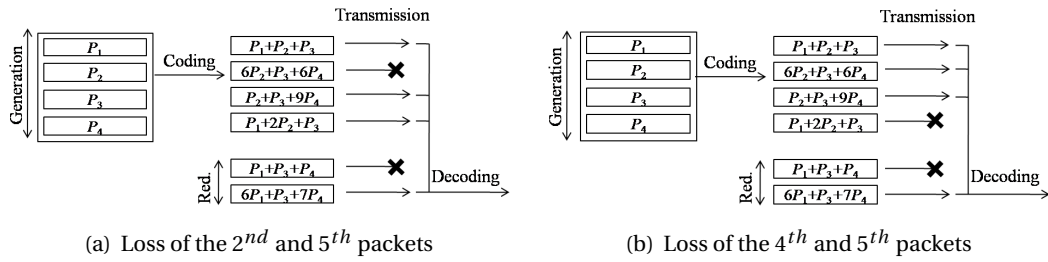 Transmission
Generation
P1
P2
P3
P4
Coding
P1+P2+P3
6P2+P3+6P4
P2+P3+9P4
P1+2P2+P3
Red.
P1+P3+P4
6P1+P3+7P4
Decoding
(a) Loss of the 2nd and 5th packets
Transmission
Generation
P1
P2
P3
P4
Coding
P1+P2+P3
6P2+P3+6P4
P2+P3+9P4
P1+2P2+P3
Red.
P1+P3+P4
6P1+P3+7P4
Decoding
(b) Loss of the 4th and 5th packets